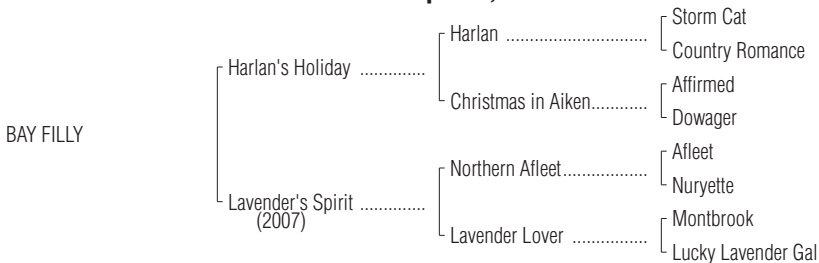 Storm Cat
Harlan ................................
Country Romance
Harlan's Holiday ..............
Affirmed
Christmas in Aiken............
Dowager
BAY FILLY
Afleet
Northern Afleet..................
Nuryette
Lavender's Spirit ..............
(2007)
Montbrook
Lavender Lover ................
Lucky Lavender Gal